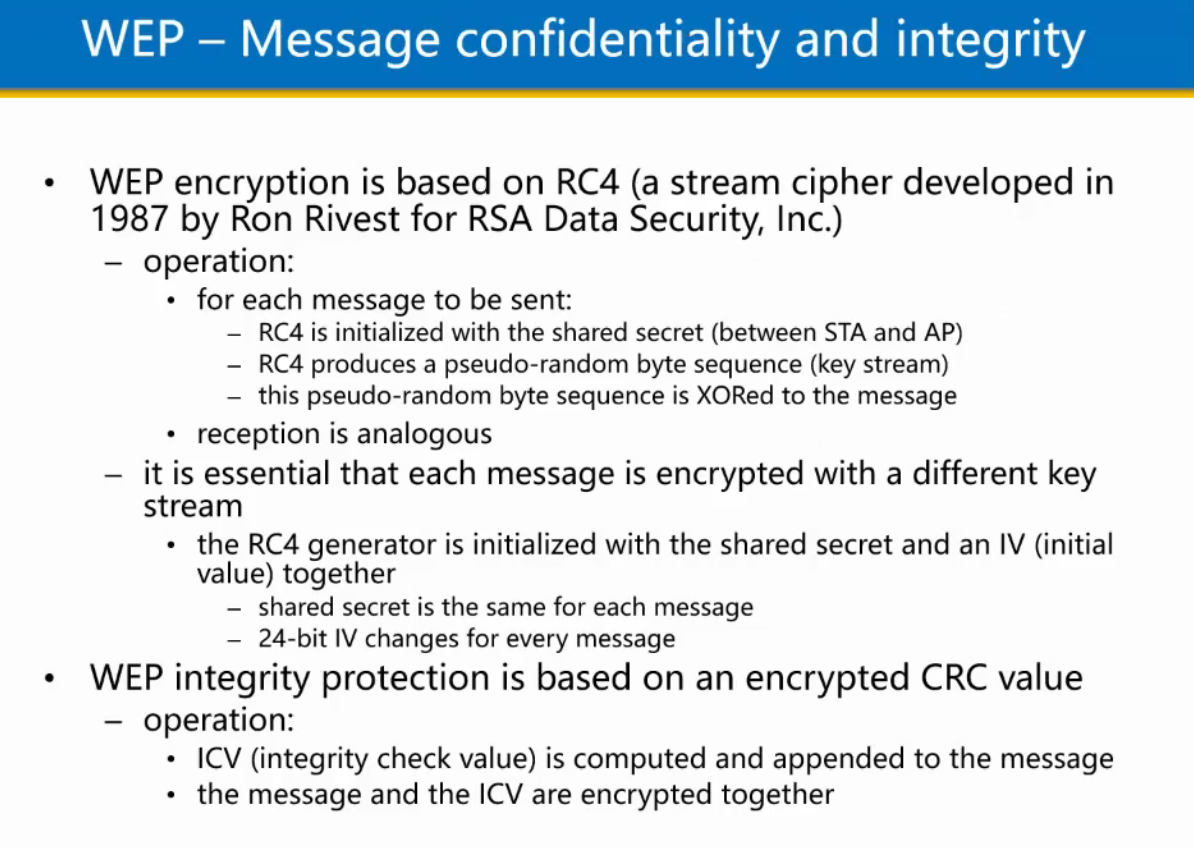 WEP – Message confidentiality and integrity
• WEP encryption is based on RC4 (a stream cipher developed in
1987 by Ron Rivest for RSA Data Security, Inc.)
– operation:
• for each message to be sent:
– RC4 is initialized with the shared secret (between STA and AP)
– RC4 produces a pseudo-random byte sequence (key stream)
– this pseudo-random byte sequence is XORed to the message
• reception is analogous
– it is essential that each message is encrypted with a different key
stream
• the RC4 generator is initialized with the shared secret and an IV (initial
value) together
– shared secret is the same for each message
– 24-bit IV changes for every message
• WEP integrity protection is based on an encrypted CRC value
– operation:
• ICV (integrity check value) is computed and appended to the message
• the message and the ICV are encrypted together